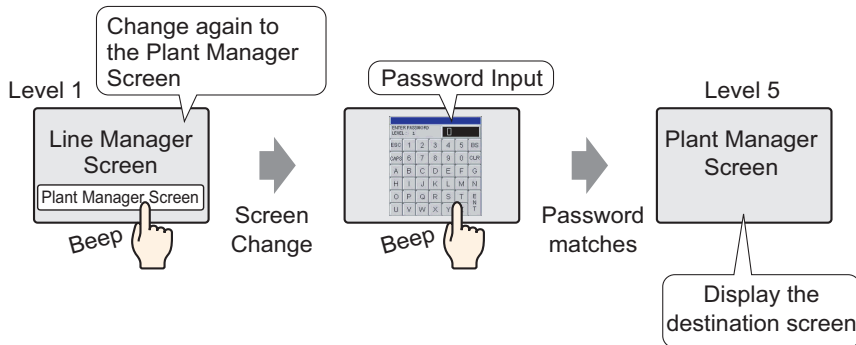 Change again to
the Plant Manager
Screen
Level 1
Line Manager
Screen
Plant Manager Screen
Beep
Screen
Change
Password Input
ENTER PASSWORD
LEVEL : 1
ESC 1 2 3 4 5 BS
CAPS 6 7 8 9 0 CLR
A B C D E F G
H I J K L M N
O P Q R S T ENT
U V W X Y
Beep
Password
matches
Level 5
Plant Manager
Screen
Display the
destination screen